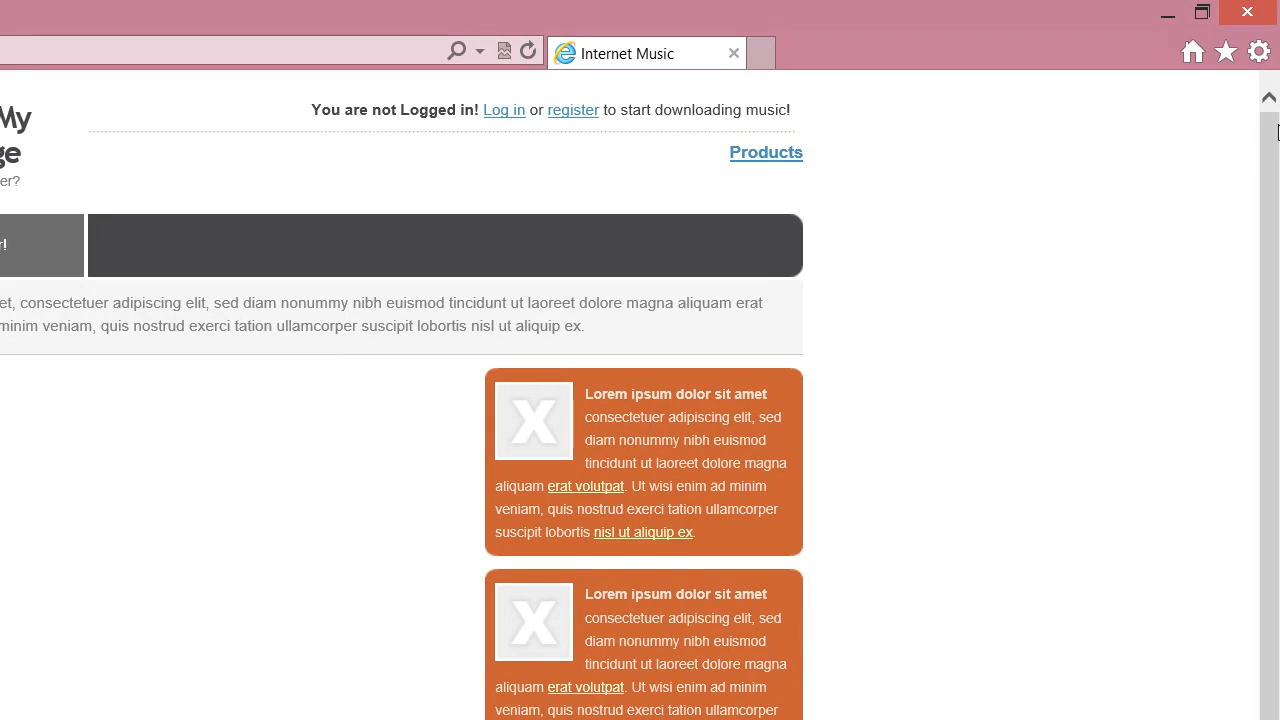 Internet Music
You are not Logged in! Log in or register to start downloading music!
My
ge
er?
Products
r!
et, consectetuer adipiscing elit, sed diam nonummy nibh euismod tincidunt ut laoreet dolore magna aliquam erat
minim veniam, quis nostrud exerci tation ullamcorper suscipit lobortis nisl ut aliquip ex.
X
Lorem ipsum dolor sit amet
consectetuer adipiscing elit, sed
diam nonummy nibh euismod
tincidunt ut laoreet dolore magna
aliquam erat volutpat. Ut wisi enim ad minim
veniam, quis nostrud exerci tation ullamcorper
suscipit lobortis nisl ut aliquip ex.
X
Lorem ipsum dolor sit amet
consectetuer adipiscing elit, sed
diam nonummy nibh euismod
tincidunt ut laoreet dolore magna
aliquam erat volutpat. Ut wisi enim ad minim
veniam, quis nostrud exerci tation ullamcorper